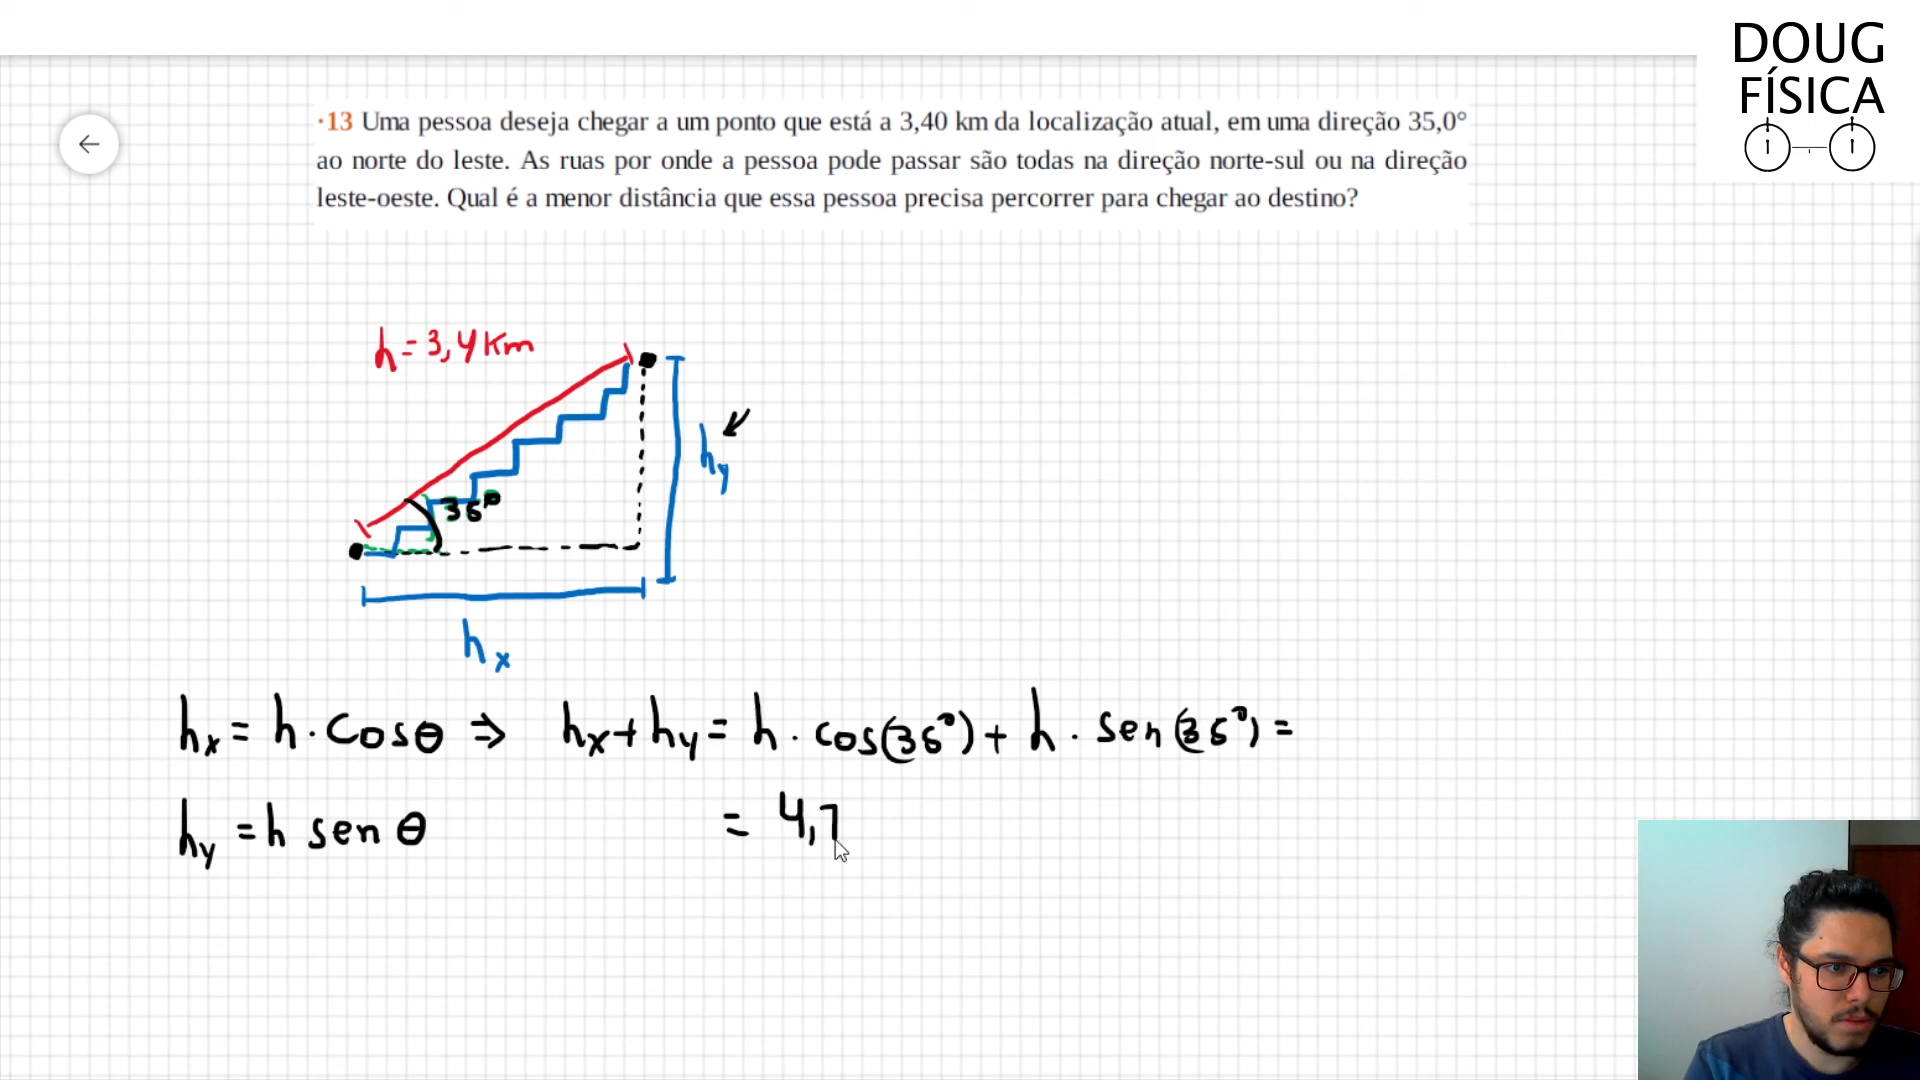 DOUG
FÍSICA
·13 Uma pessoa deseja chegar a um ponto que está a 3,40 km da localização atual, em uma direção 35,0°
ao norte do leste. As ruas por onde a pessoa pode passar são todas na direção norte-sul ou na direção
leste-oeste. Qual é a menor distância que essa pessoa precisa percorrer para chegar ao destino?
h = 3,4 Km
hy
35°
hx
hx = h · Cosθ ⇒ hx + hy = h · cos(35°) + h · sen(35°) =
hy = h sen θ = 4,7